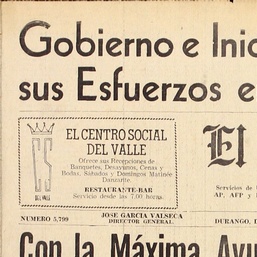 Gobierno e Inic
sus Esfuerzos e
EL CENTRO SOCIAL
DEL VALLE
Ofrece sus Recepciones de
Banquetes, Desayunos, Cenas y
Bodas, Sábados y Domingos Matinée
Danzante.
RESTAURANTE-BAR
Servicio desde las 7.00 horas.
CS
DEL VALLE
El
Servicios de
AP, AFP y
NUMERO 5,799
JOSE GARCIA VALSECA
DIRECTOR GENERAL.
DURANGO, D
Con la Máxima Ayu